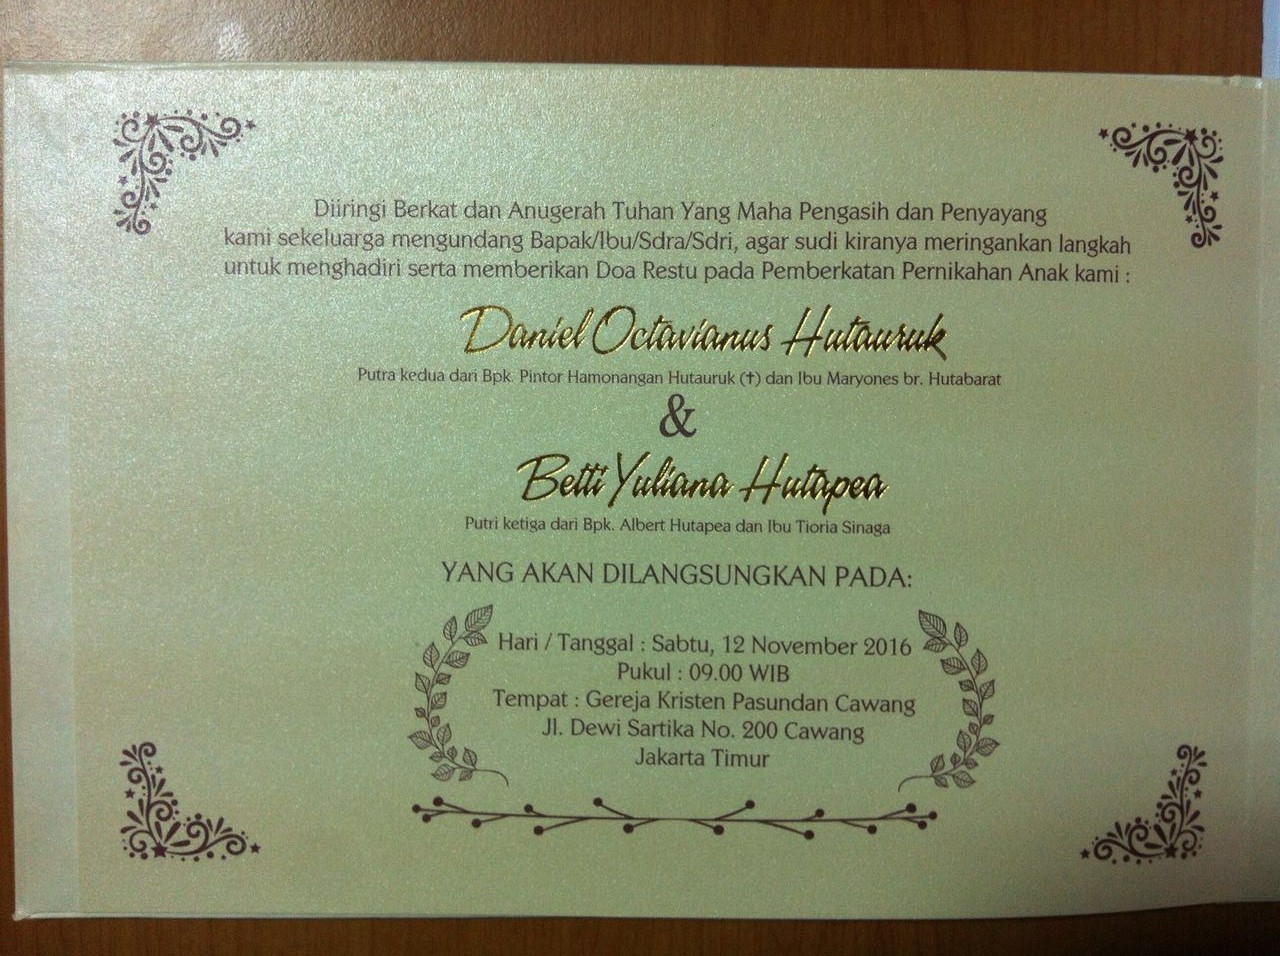 Diiringi Berkat dan Anugerah Tuhan Yang Maha Pengasih dan Penyayang
kami sekeluarga mengundang Bapak/Ibu/Sdra/Sdri, agar sudi kiranya meringankan langkah
untuk menghadiri serta memberikan Doa Restu pada Pemberkatan Pernikahan Anak kami :
Daniel Octavianus Hutauruk
Putra kedua dari Bpk. Pintor Hamonangan Hutauruk (✝) dan Ibu Maryones br. Hutabarat
&
Betti Yuliana Hutapea
Putri ketiga dari Bpk. Albert Hutapea dan Ibu Tioria Sinaga
YANG AKAN DILANGSUNGKAN PADA:
Hari / Tanggal : Sabtu, 12 November 2016
Pukul : 09.00 WIB
Tempat : Gereja Kristen Pasundan Cawang
Jl. Dewi Sartika No. 200 Cawang
Jakarta Timur